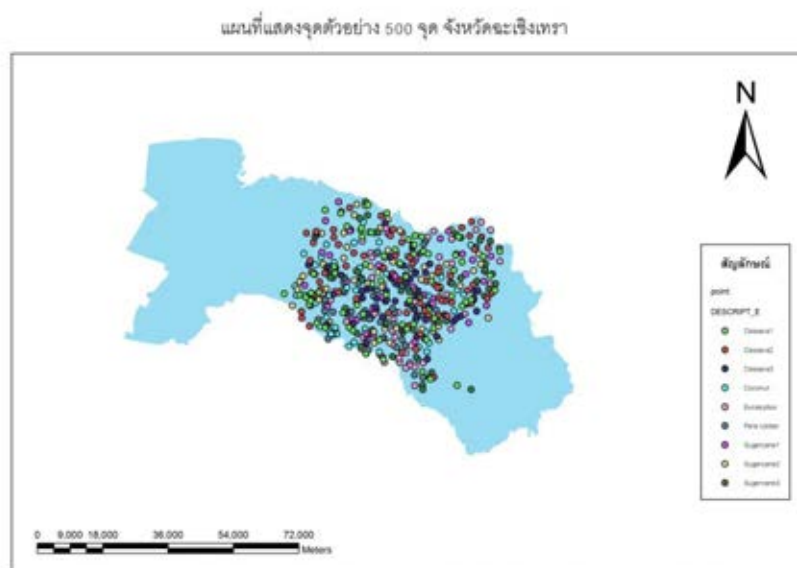 แผนที่แสดงจุดตัวอย่าง 500 จุด จังหวัดฉะเชิงเทรา
N
สัญลักษณ์
point
DESCRIPT_E
Cassava1
Cassava2
Cassava3
Coconut
Eucalyptus
Para rubber
Sugarcane1
Sugarcane2
Sugarcane3
0 9,000 18,000 36,000 54,000 72,000
Meters